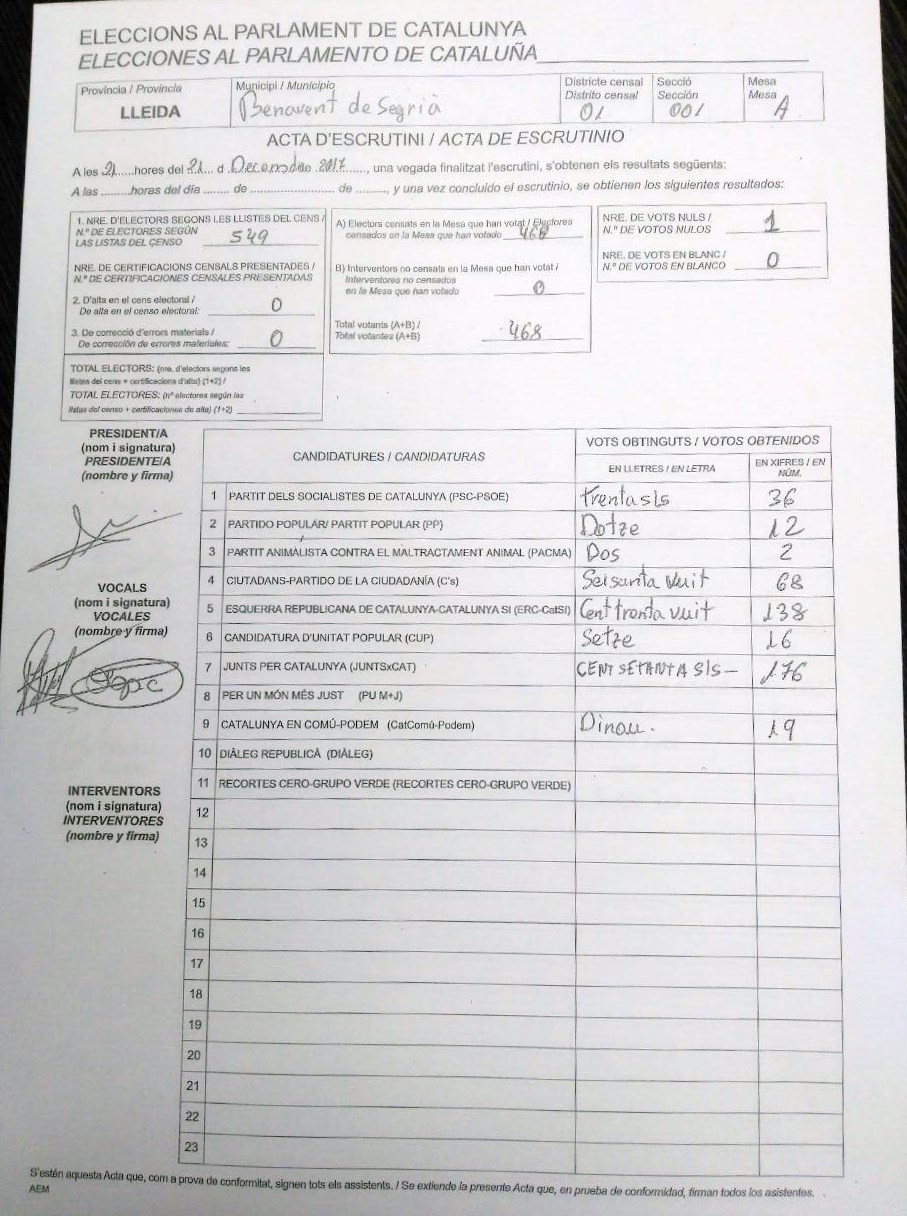 ELECCIONS AL PARLAMENT DE CATALUNYA
ELECCIONES AL PARLAMENTO DE CATALUÑA
Província / Provincia
LLEIDA
Municipi / Municipio
Benavent de Segrià
Districte censal
Distrito censal
01
Secció
Sección
001
Mesa
Mesa
A
ACTA D'ESCRUTINI / ACTA DE ESCRUTINIO
A les 21 hores del 21 d Decembre 2017, una vegada finalitzat l'escrutini, s'obtenen els resultats següents:
A las ......... horas del día ........ de .......................... de ........., y una vez concluido el escrutinio, se obtienen los siguientes resultados:
1. NRE. D'ELECTORS SEGONS LES LLISTES DEL CENS /
N.º DE ELECTORES SEGÚN
LAS LISTAS DEL CENSO 549
NRE. DE CERTIFICACIONS CENSALS PRESENTADES /
N.º DE CERTIFICACIONES CENSALES PRESENTADAS
2. D'alta en el cens electoral /
De alta en el censo electoral: 0
3. De correcció d'errors materials /
De corrección de errores materiales: 0
TOTAL ELECTORS: (nre. d'electors segons les
llistes del cens + certificacions d'alta) (1+2) /
TOTAL ELECTORES: (nº electores según las
listas del censo + certificaciones de alta) (1+2)
A) Electors censats en la Mesa que han votat / Electores
censados en la Mesa que han votado 468
B) Interventors no censats en la Mesa que han votat /
Interventores no censados
en la Mesa que han votado 0
Total votants (A+B) /
Total votantes (A+B) 468
NRE. DE VOTS NULS /
N.º DE VOTOS NULOS 1
NRE. DE VOTS EN BLANC /
N.º DE VOTOS EN BLANCO 0
PRESIDENT/A
(nom i signatura)
PRESIDENTE/A
(nombre y firma)
VOCALS
(nom i signatura)
VOCALES
(nombre y firma)
INTERVENTORS
(nom i signatura)
INTERVENTORES
(nombre y firma)
CANDIDATURES / CANDIDATURAS
VOTS OBTINGUTS / VOTOS OBTENIDOS
EN LLETRES / EN LETRA
EN XIFRES / EN
NÚM.
1 PARTIT DELS SOCIALISTES DE CATALUNYA (PSC-PSOE) trentasis 36
2 PARTIDO POPULAR/ PARTIT POPULAR (PP) Dotze 12
3 PARTIT ANIMALISTA CONTRA EL MALTRACTAMENT ANIMAL (PACMA) Dos 2
4 CIUTADANS-PARTIDO DE LA CIUDADANÍA (C's) Seisanta Vuit 68
5 ESQUERRA REPUBLICANA DE CATALUNYA-CATALUNYA SÍ (ERC-CatSÍ) Cent trenta vuit 138
6 CANDIDATURA D'UNITAT POPULAR (CUP) Setze 16
7 JUNTS PER CATALUNYA (JUNTSxCAT) CENT SETANTA SIS - 176
8 PER UN MÓN MÉS JUST (PU M+J)
9 CATALUNYA EN COMÚ-PODEM (CatComú-Podem) Dinou. 19
10 DIÀLEG REPUBLICÀ (DIÀLEG)
11 RECORTES CERO-GRUPO VERDE (RECORTES CERO-GRUPO VERDE)
12
13
14
15
16
17
18
19
20
21
22
23
S'estén aquesta Acta que, com a prova de conformitat, signen tots els assistents. / Se extiende la presente Acta que, en prueba de conformidad, firman todos los asistentes.
AEM